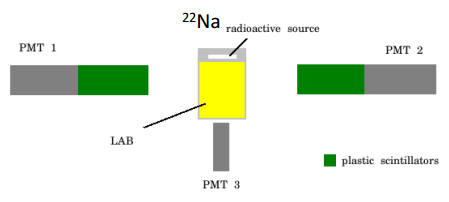 ²²Na
radioactive source
PMT 1
PMT 2
LAB
plastic scintillators
PMT 3